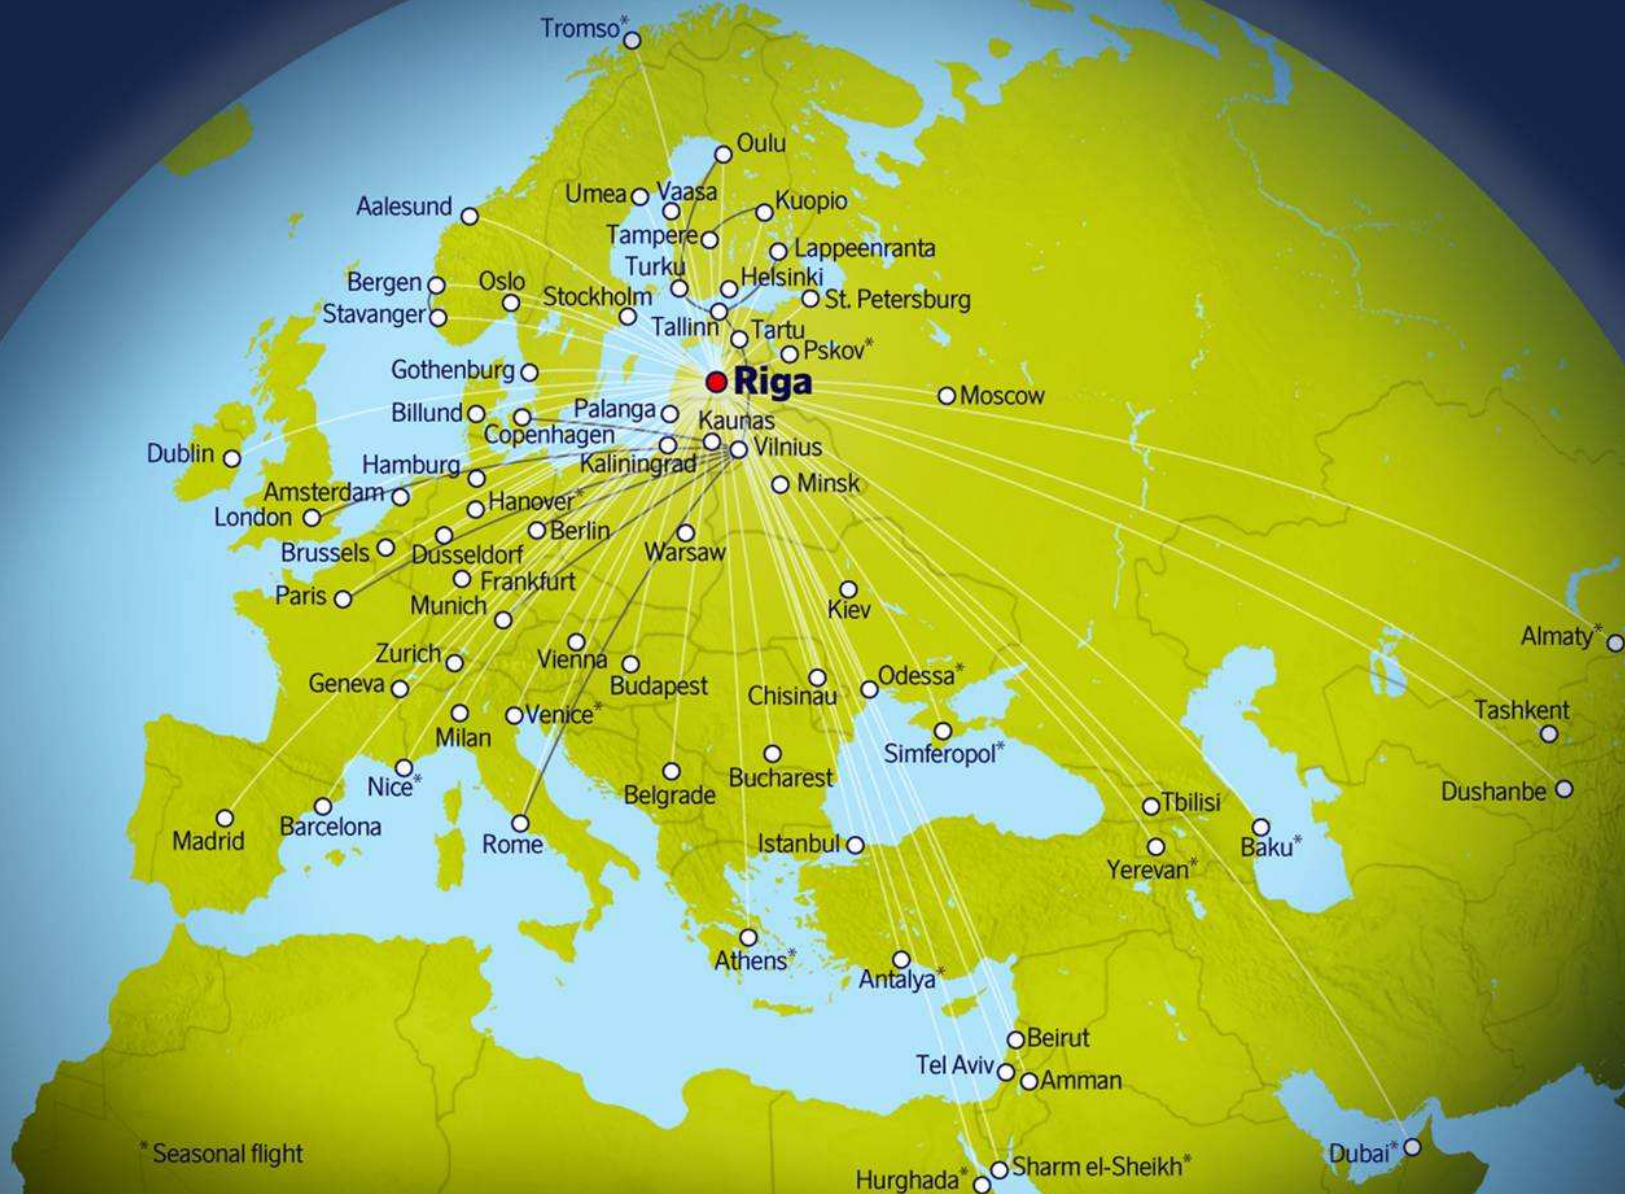 Tromso*
Oulu
Umea
Vaasa
Kuopio
Aalesund
Tampere
Lappeenranta
Turku
Helsinki
Bergen
Oslo
Stockholm
St. Petersburg
Stavanger
Tallinn
Tartu
Pskov*
Gothenburg
Riga
Moscow
Billund
Palanga
Copenhagen
Kaunas
Dublin
Vilnius
Hamburg
Kaliningrad
Minsk
Amsterdam
Hanover*
London
Berlin
Brussels
Dusseldorf
Warsaw
Frankfurt
Paris
Munich
Kiev
Almaty*
Zurich
Vienna
Geneva
Budapest
Chisinau
Odessa*
Venice*
Tashkent
Milan
Simferopol*
Nice*
Belgrade
Bucharest
Dushanbe
Tbilisi
Madrid
Barcelona
Rome
Istanbul
Baku*
Yerevan*
Athens*
Antalya*
Beirut
Tel Aviv
Amman
*Seasonal flight
Dubai*
Sharm el-Sheikh*
Hurghada*